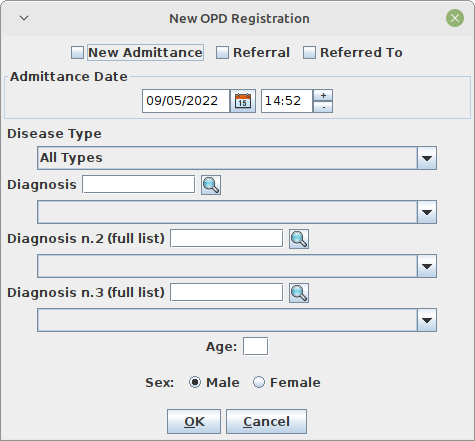 New OPD Registration
New Admittance Referral Referred To
Admittance Date
09/05/2022 15 14:52 + -
Disease Type
All Types
Diagnosis
Diagnosis n.2 (full list)
Diagnosis n.3 (full list)
Age:
Sex: Male Female
OK Cancel